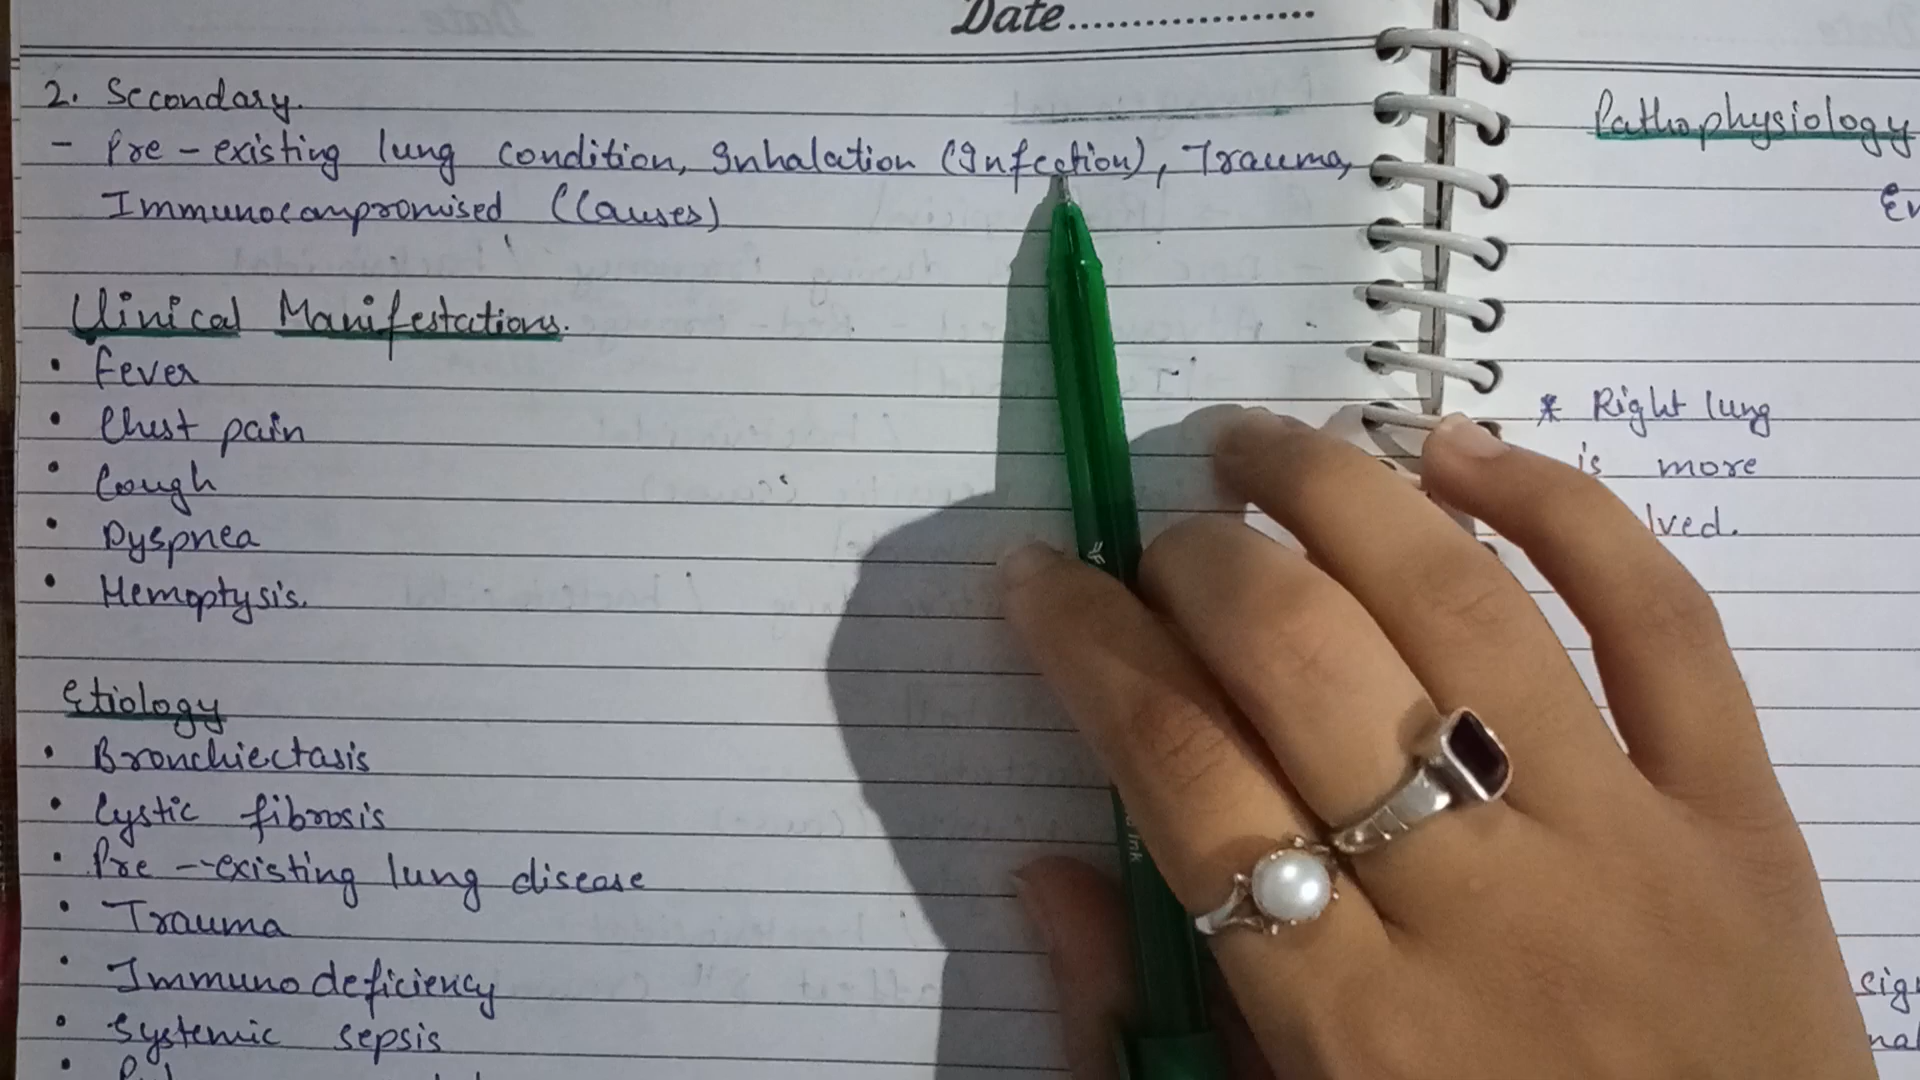 Date....................
2. Secondary.
- Pre-existing lung condition, Inhalation (Infection), Trauma,
Immunocompromised (Causes)
Clinical Manifestations.
• Fever
• Chest pain
• Cough
• Dyspnea
• Hemoptysis.
Etiology
• Bronchiectasis
• Cystic fibrosis
• Pre--existing lung disease
• Trauma
• Immunodeficiency
• Systemic sepsis
Pathophysiology
* Right lung
is more
lved.